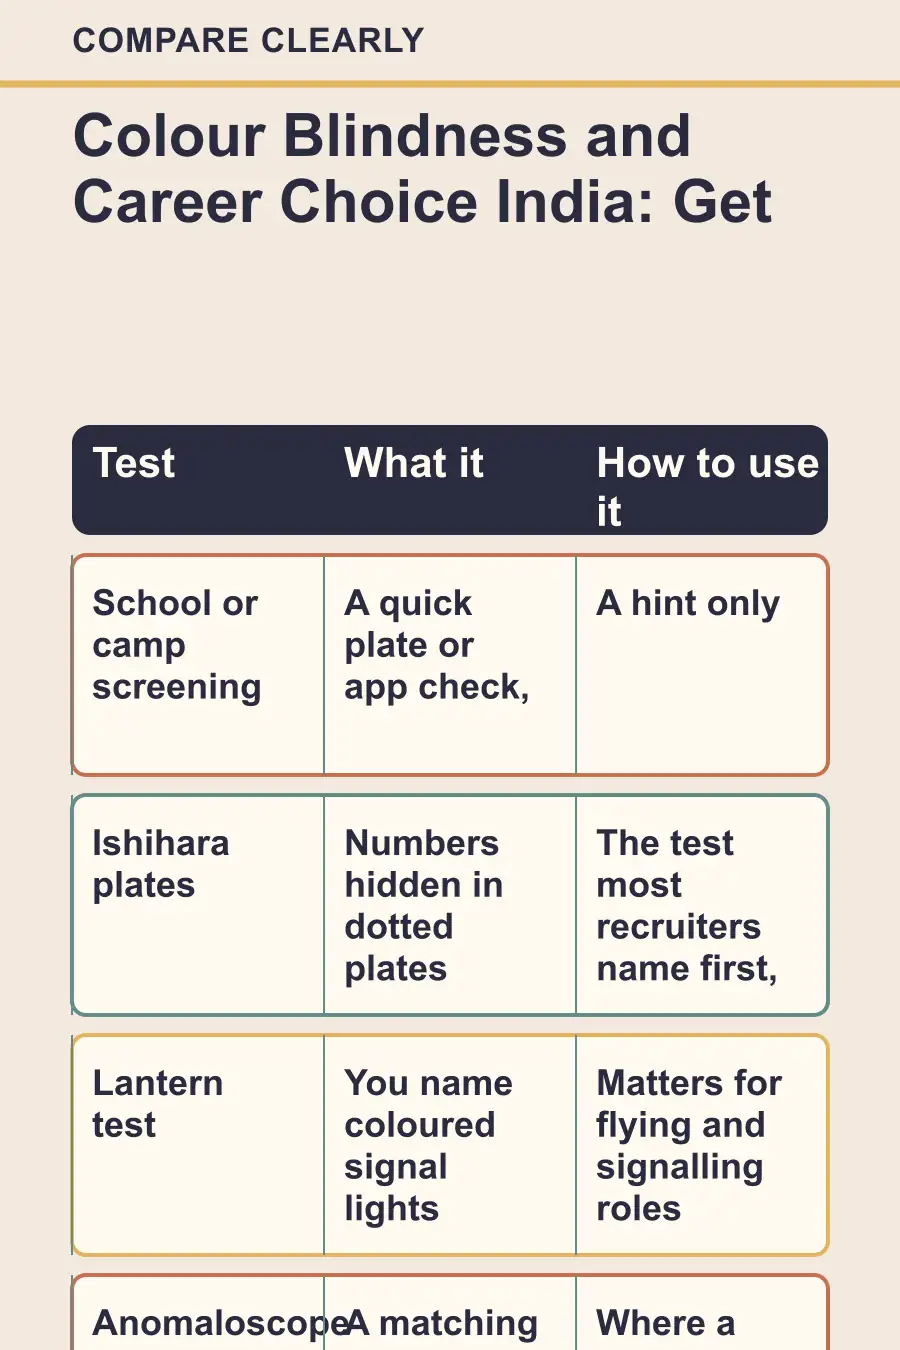 COMPARE CLEARLY
Colour Blindness and
Career Choice India: Get
Test
What it
How to use
it
School or
camp
screening
A quick
plate or
app check,
A hint only
Ishihara
plates
Numbers
hidden in
dotted
plates
The test
most
recruiters
name first,
Lantern
test
You name
coloured
signal
lights
Matters for
flying and
signalling
roles
Anomaloscope
A matching
Where a